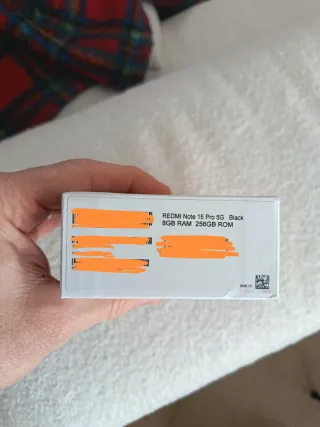 REDMI Note 15 Pro 5G Black
8GB RAM 256GB ROM